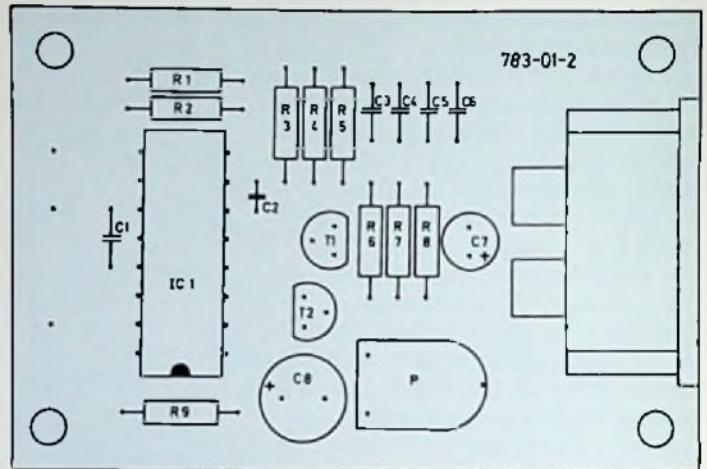 783-01-2
R1
R2
R3
R4
R5
C3
C4
C5
C6
C1
C2
T1
R6
R7
R8
C7
+
IC1
T2
+
C8
P
R9